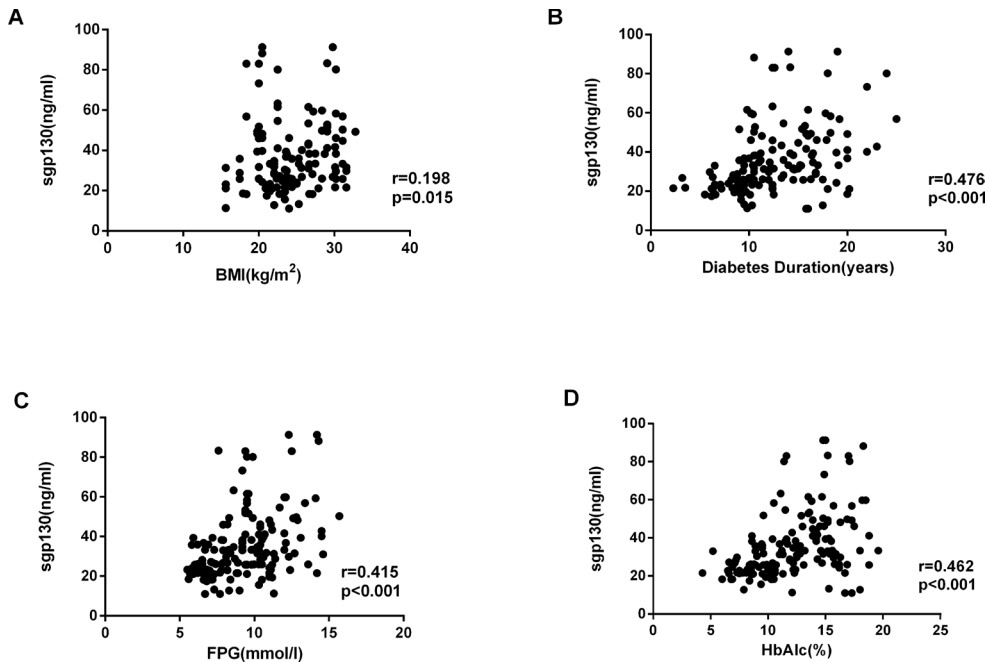 A
100
80
60
40
20
0
sgp130(ng/ml)
r=0.198
p=0.015
0 10 20 30 40
BMI(kg/m²)
B
100
80
60
40
20
0
sgp130(ng/ml)
r=0.476
p<0.001
0 10 20 30
Diabetes Duration(years)
C
100
80
60
40
20
0
sgp130(ng/ml)
r=0.415
p<0.001
0 5 10 15 20
FPG(mmol/l)
D
100
80
60
40
20
0
sgp130(ng/ml)
r=0.462
p<0.001
0 5 10 15 20 25
HbAlc(%)